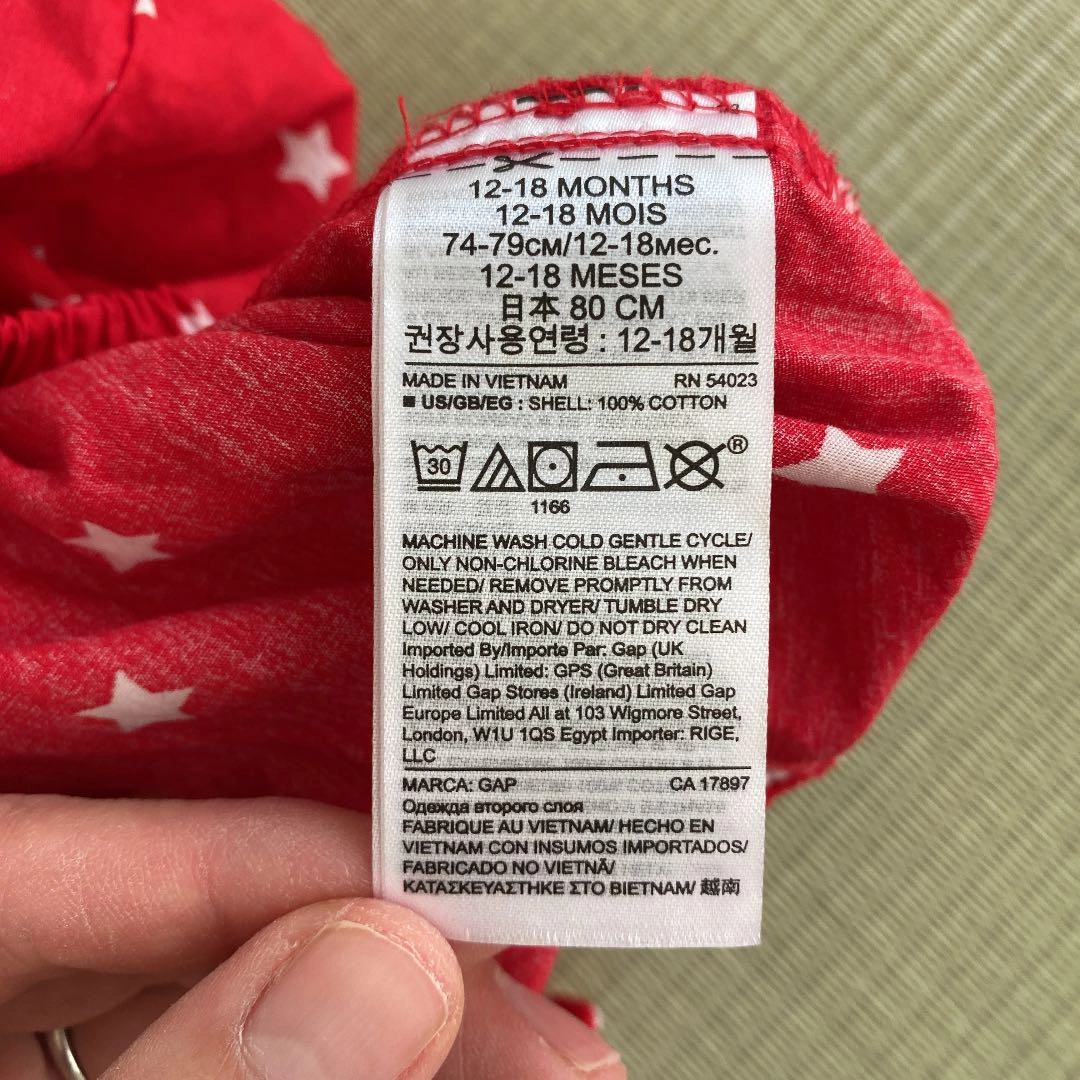 12-18 MONTHS
12-18 MOIS
74-79см/12-18мес.
12-18 MESES
日本 80 CM
권장사용연령 : 12-18개월
MADE IN VIETNAM RN 54023
■ US/GB/EG : SHELL: 100% COTTON
30 ®
1166
MACHINE WASH COLD GENTLE CYCLE/
ONLY NON-CHLORINE BLEACH WHEN
NEEDED/ REMOVE PROMPTLY FROM
WASHER AND DRYER/ TUMBLE DRY
LOW/ COOL IRON/ DO NOT DRY CLEAN
Imported By/Importe Par: Gap (UK
Holdings) Limited: GPS (Great Britain)
Limited Gap Stores (Ireland) Limited Gap
Europe Limited All at 103 Wigmore Street,
London, W1U 1QS Egypt Importer: RIGE,
LLC
MARCA: GAP CA 17897
Одежда второго слоя
FABRIQUE AU VIETNAM/ HECHO EN
VIETNAM CON INSUMOS IMPORTADOS/
FABRICADO NO VIETNÃ/
ΚΑΤΑΣΚΕΥΑΣΤΗΚΕ ΣΤΟ ΒΙΕΤΝΑΜ/ 越南